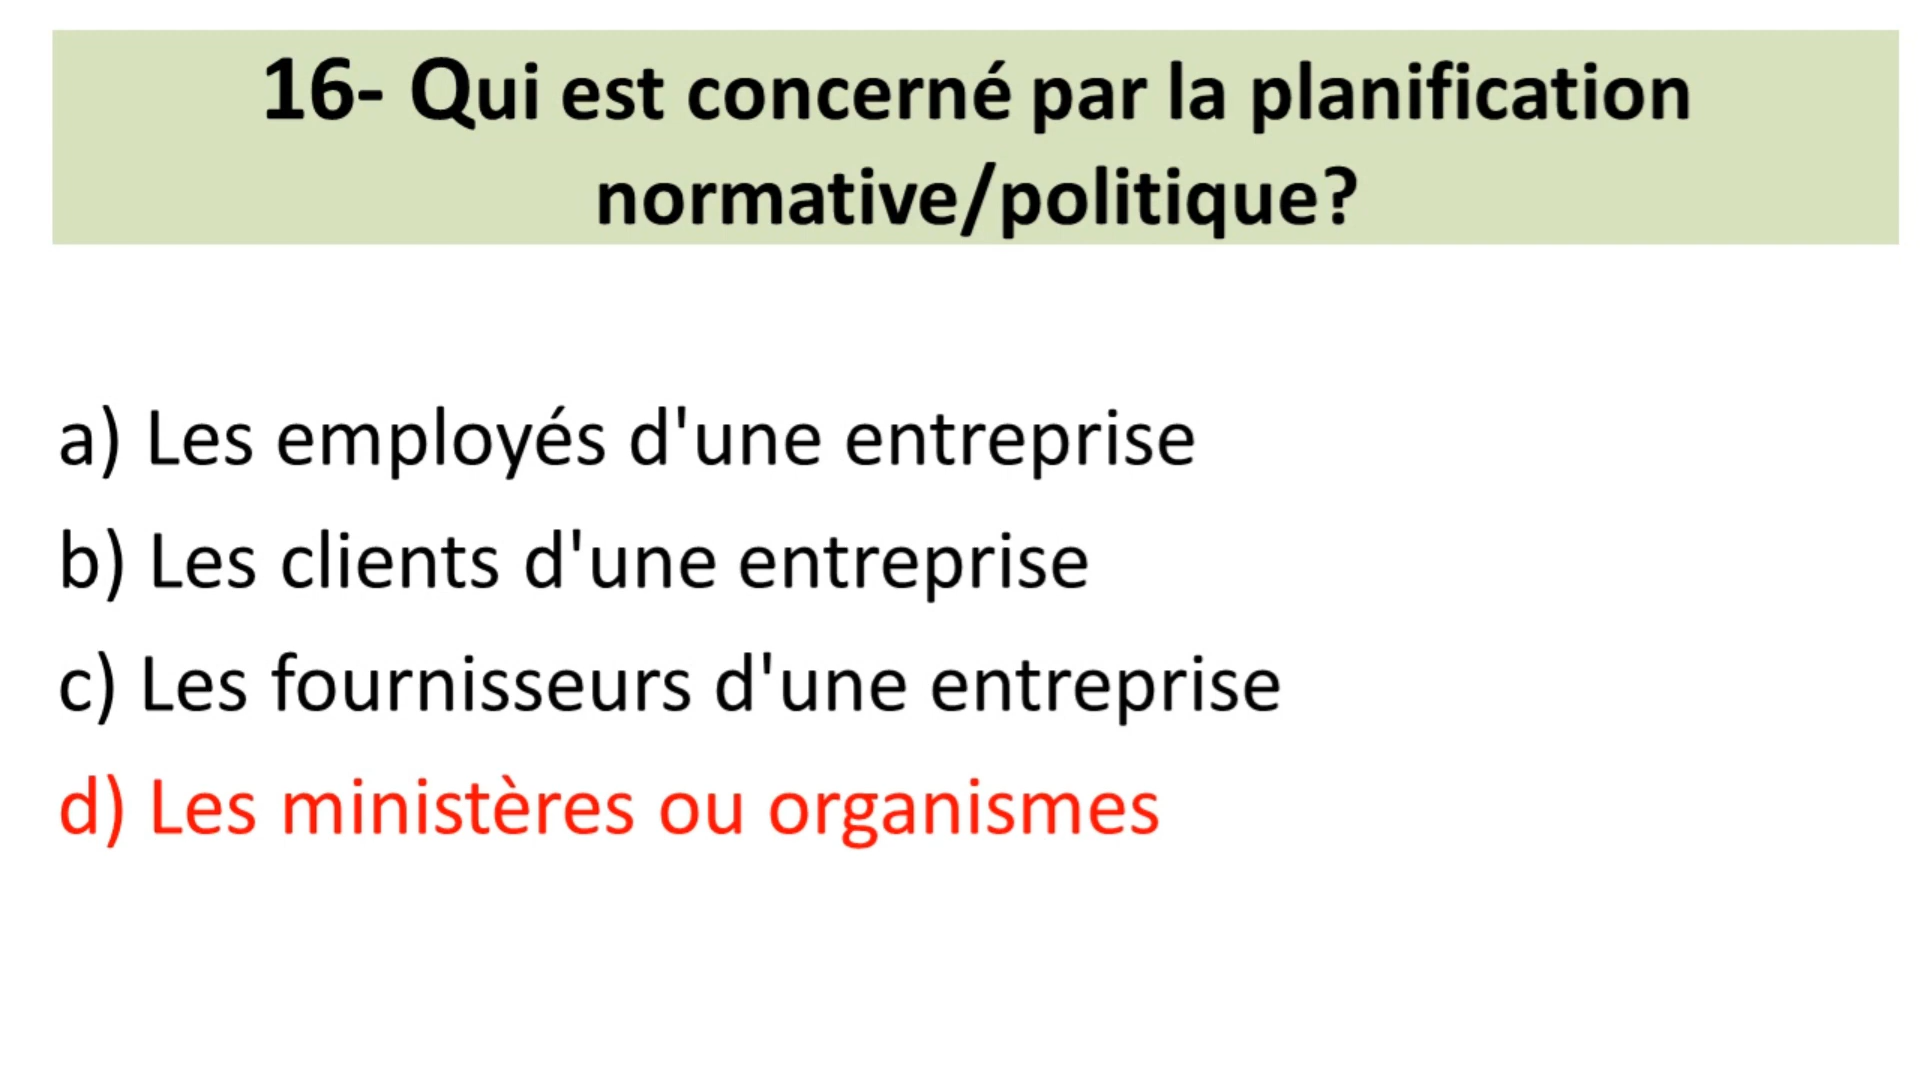 16- Qui est concerné par la planification
normative/politique?
a) Les employés d'une entreprise
b) Les clients d'une entreprise
c) Les fournisseurs d'une entreprise
d) Les ministères ou organismes